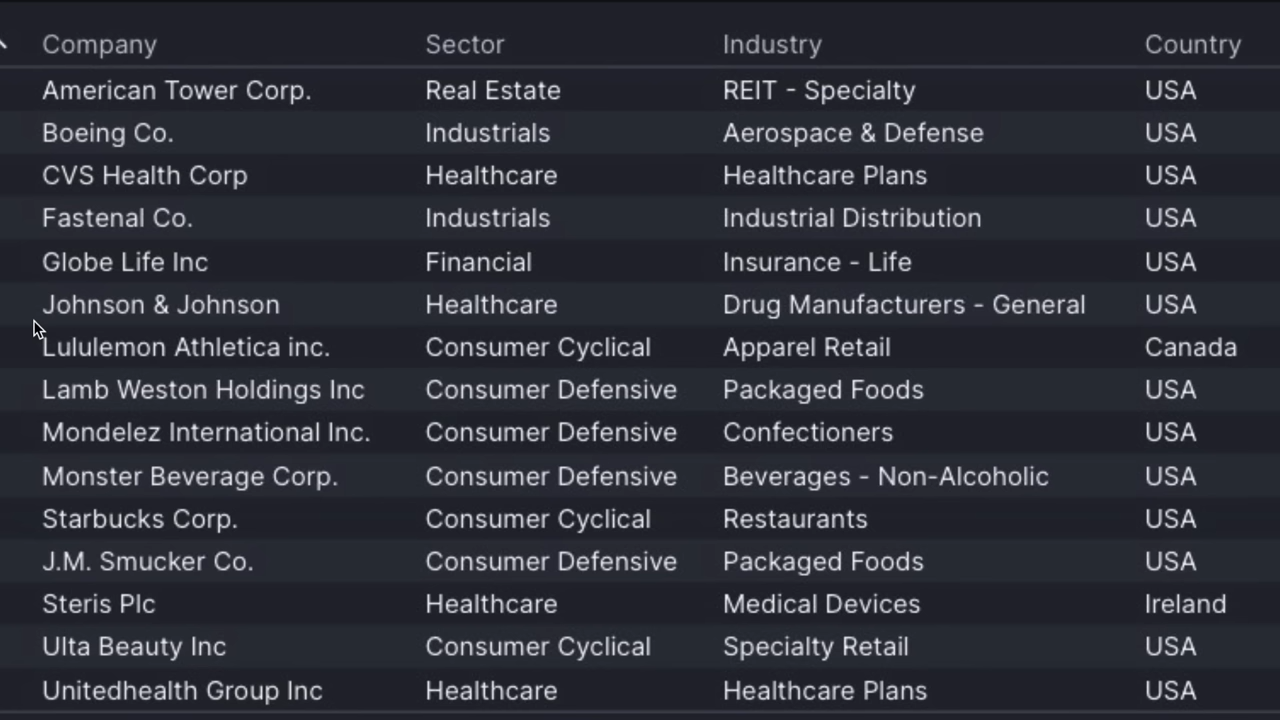 Company Sector Industry Country
American Tower Corp. Real Estate REIT - Specialty USA
Boeing Co. Industrials Aerospace & Defense USA
CVS Health Corp Healthcare Healthcare Plans USA
Fastenal Co. Industrials Industrial Distribution USA
Globe Life Inc Financial Insurance - Life USA
Johnson & Johnson Healthcare Drug Manufacturers - General USA
Lululemon Athletica inc. Consumer Cyclical Apparel Retail Canada
Lamb Weston Holdings Inc Consumer Defensive Packaged Foods USA
Mondelez International Inc. Consumer Defensive Confectioners USA
Monster Beverage Corp. Consumer Defensive Beverages - Non-Alcoholic USA
Starbucks Corp. Consumer Cyclical Restaurants USA
J.M. Smucker Co. Consumer Defensive Packaged Foods USA
Steris Plc Healthcare Medical Devices Ireland
Ulta Beauty Inc Consumer Cyclical Specialty Retail USA
Unitedhealth Group Inc Healthcare Healthcare Plans USA